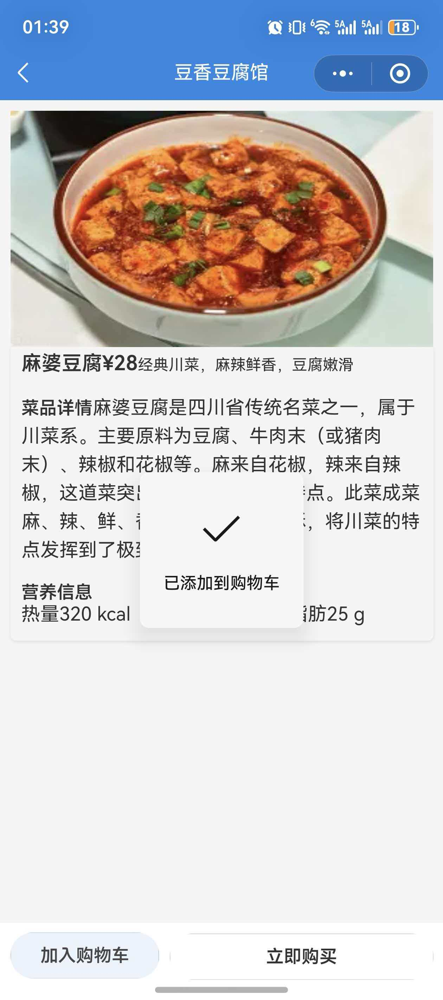 01:39
6 5A 5A 18
豆香豆腐馆
麻婆豆腐¥28经典川菜，麻辣鲜香，豆腐嫩滑
菜品详情麻婆豆腐是四川省传统名菜之一，属于
川菜系。主要原料为豆腐、牛肉末（或猪肉
末）、辣椒和花椒等。麻来自花椒，辣来自辣
椒，这道菜突 点。此菜成菜
麻、辣、鲜、 ，将川菜的特
点发挥到了极
已添加到购物车
营养信息
热量320 kcal 肪25 g
加入购物车
立即购买